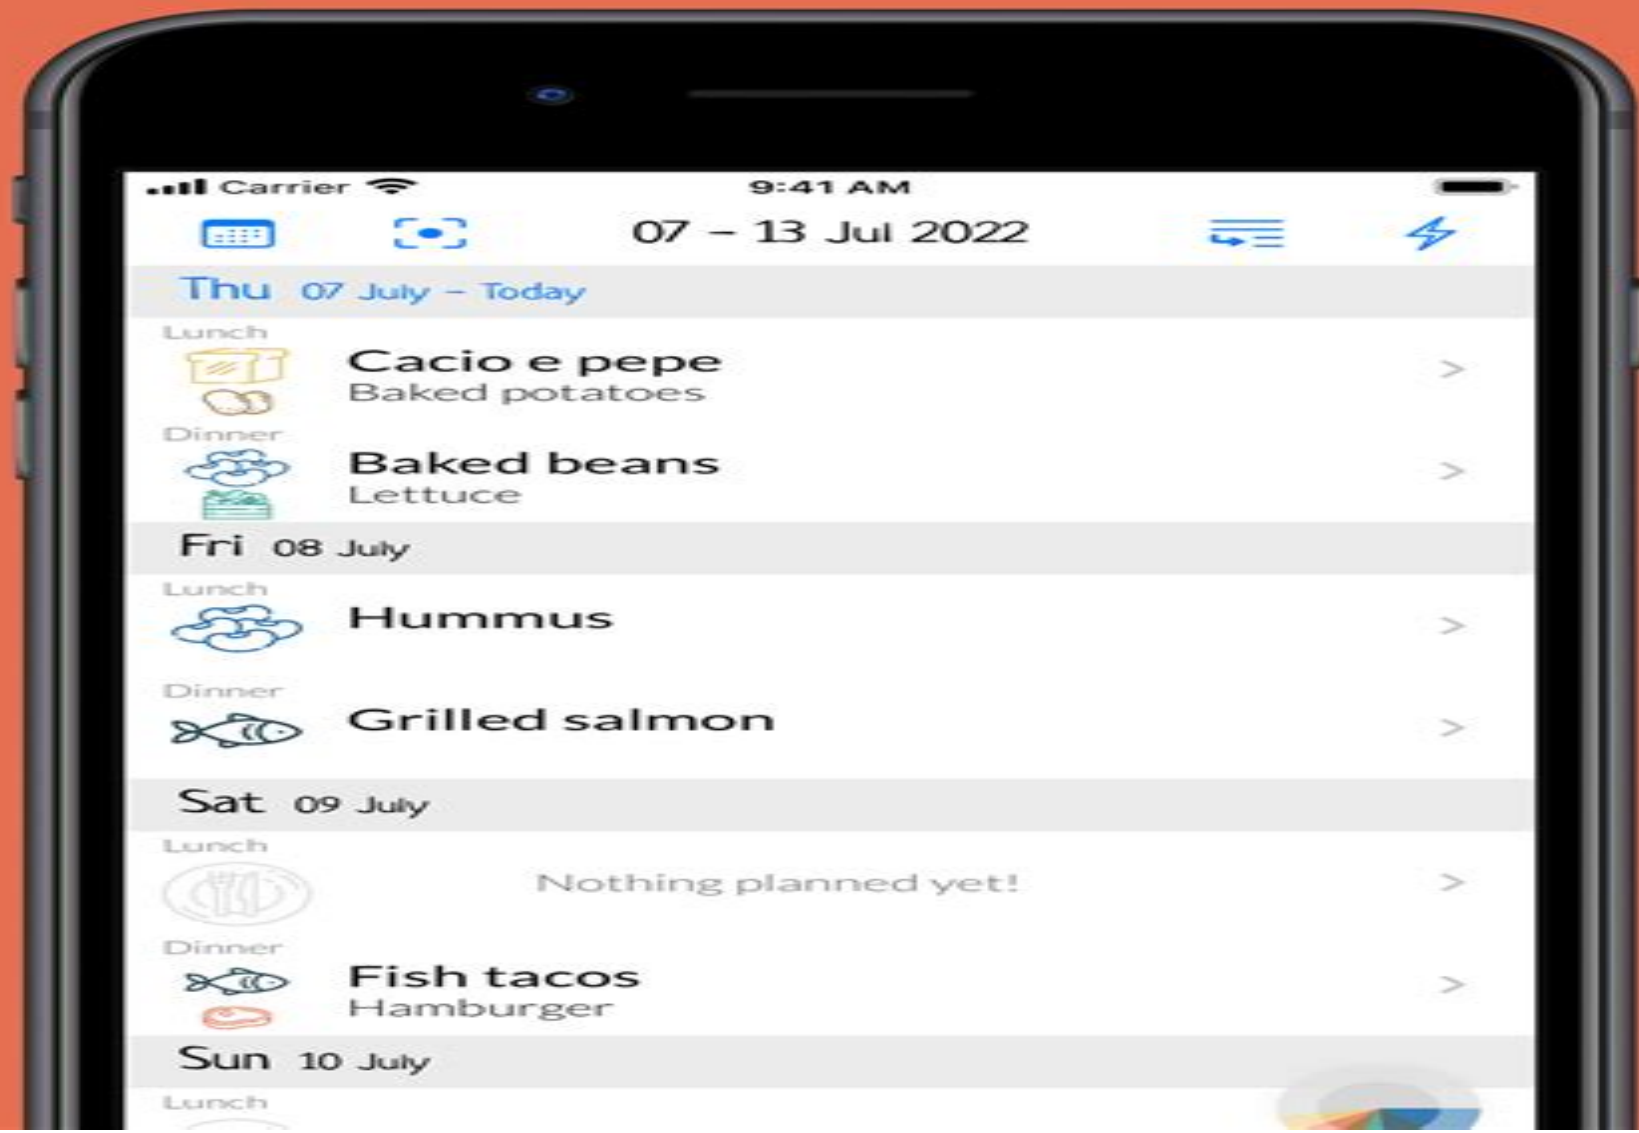 Carrier 9:41 AM
07 – 13 Jul 2022
Thu 07 July – Today
Lunch
Cacio e pepe
Baked potatoes
Dinner
Baked beans
Lettuce
Fri 08 July
Lunch
Hummus
Dinner
Grilled salmon
Sat 09 July
Lunch
Nothing planned yet!
Dinner
Fish tacos
Hamburger
Sun 10 July
Lunch